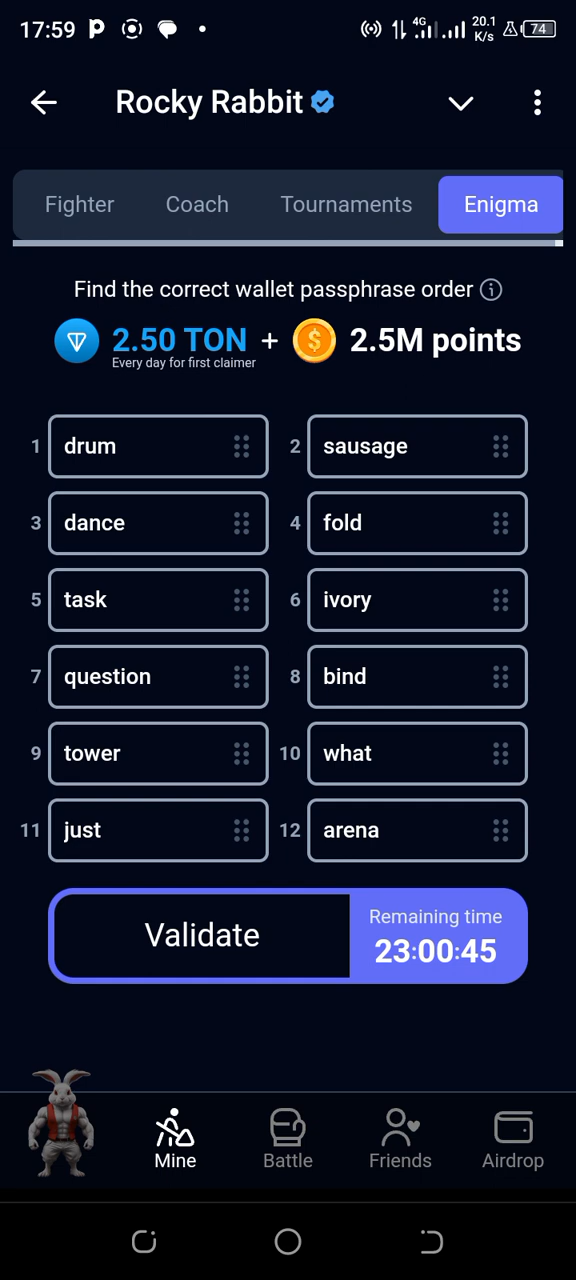 17:59 4G 20.1 K/s 74
Rocky Rabbit
Fighter Coach Tournaments Enigma
Find the correct wallet passphrase order
2.50 TON + 2.5M points
Every day for first claimer
1 drum 2 sausage
3 dance 4 fold
5 task 6 ivory
7 question 8 bind
9 tower 10 what
11 just 12 arena
Validate Remaining time
23:00:45
Mine Battle Friends Airdrop